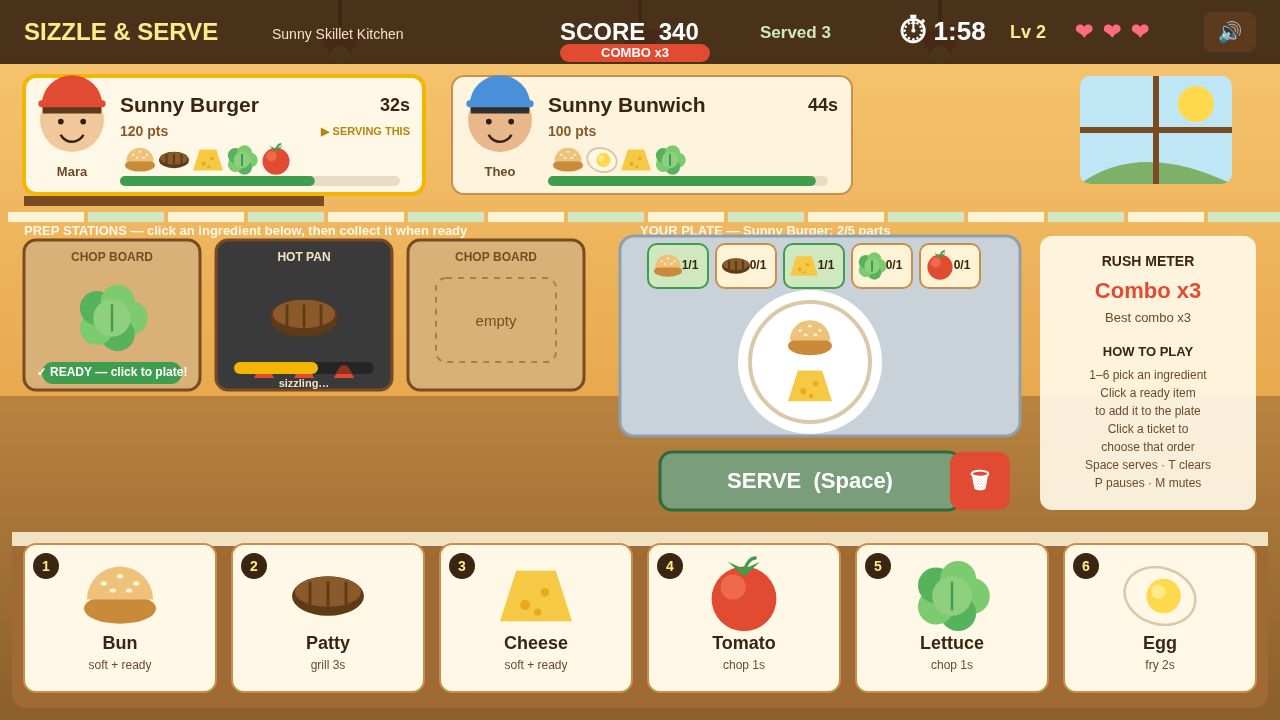 SIZZLE & SERVE
Sunny Skillet Kitchen
SCORE 340
COMBO x3
Served 3
1:58
Lv 2
Sunny Burger
32s
120 pts
▶ SERVING THIS
Mara
Sunny Bunwich
44s
100 pts
Theo
PREP STATIONS — click an ingredient below, then collect it when ready
YOUR PLATE — Sunny Burger: 2/5 parts
CHOP BOARD
✓ READY — click to plate!
HOT PAN
sizzling…
CHOP BOARD
empty
1/1
0/1
1/1
0/1
0/1
SERVE (Space)
RUSH METER
Combo x3
Best combo x3
HOW TO PLAY
1–6 pick an ingredient
Click a ready item
to add it to the plate
Click a ticket to
choose that order
Space serves · T clears
P pauses · M mutes
1
Bun
soft + ready
2
Patty
grill 3s
3
Cheese
soft + ready
4
Tomato
chop 1s
5
Lettuce
chop 1s
6
Egg
fry 2s